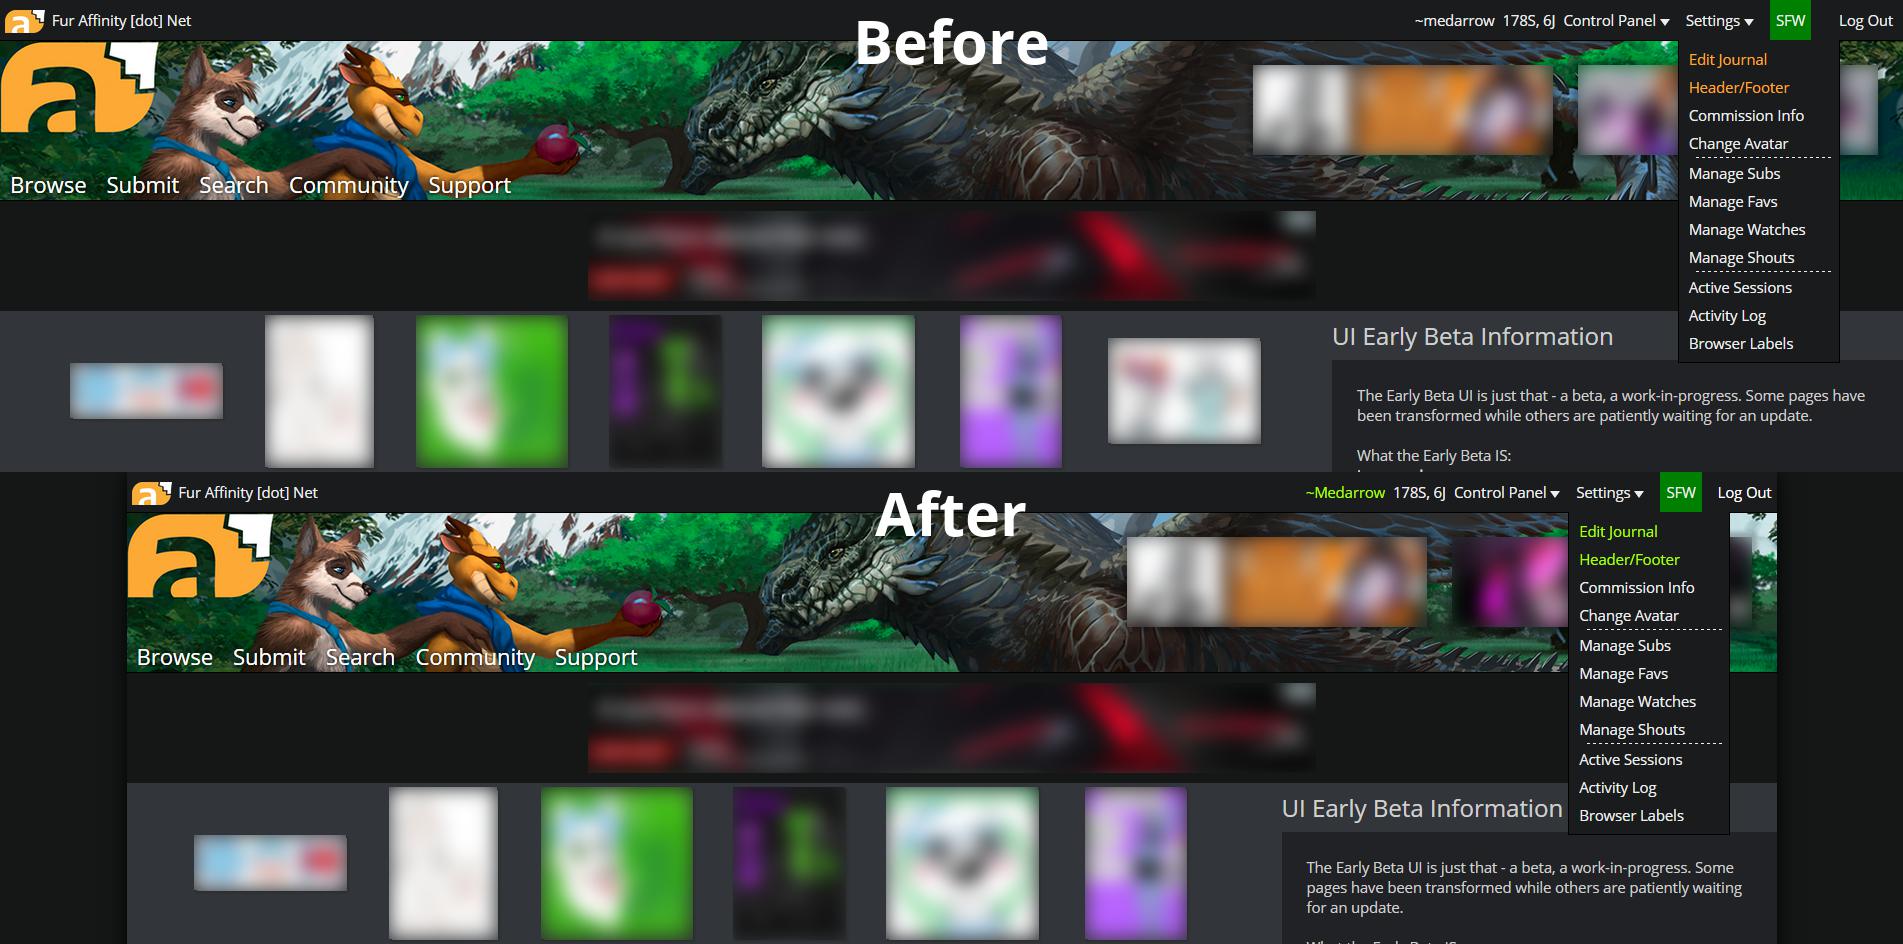 Fur Affinity [dot] Net
~medarrow 178S, 6J Control Panel Settings SFW Log Out
Before
Edit Journal
Header/Footer
Commission Info
Change Avatar
Manage Subs
Manage Favs
Manage Watches
Manage Shouts
Active Sessions
Activity Log
Browser Labels
Browse Submit Search Community Support
UI Early Beta Information
The Early Beta UI is just that - a beta, a work-in-progress. Some pages have
been transformed while others are patiently waiting for an update.
What the Early Beta IS:
Fur Affinity [dot] Net
~Medarrow 178S, 6J Control Panel Settings SFW Log Out
After
Edit Journal
Header/Footer
Commission Info
Change Avatar
Manage Subs
Manage Favs
Manage Watches
Manage Shouts
Active Sessions
Activity Log
Browser Labels
Browse Submit Search Community Support
UI Early Beta Information
The Early Beta UI is just that - a beta, a work-in-progress. Some
pages have been transformed while others are patiently waiting
for an update.